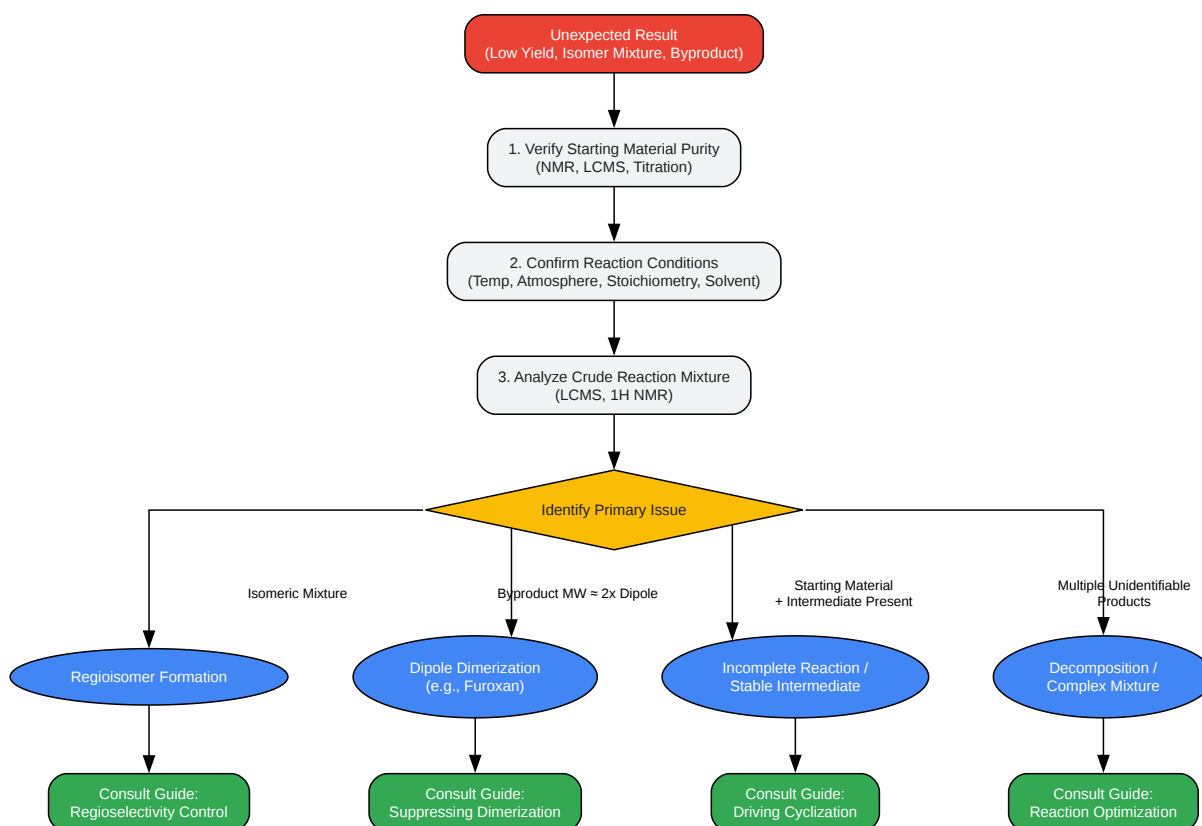 Unexpected Result
(Low Yield, Isomer Mixture, Byproduct)
1. Verify Starting Material Purity
(NMR, LCMS, Titration)
2. Confirm Reaction Conditions
(Temp, Atmosphere, Stoichiometry, Solvent)
3. Analyze Crude Reaction Mixture
(LCMS, 1H NMR)
Identify Primary Issue
Isomeric Mixture
Byproduct MW ≈ 2x Dipole
Starting Material
+ Intermediate Present
Multiple Unidentifiable
Products
Regioisomer Formation
Dipole Dimerization
(e.g., Furoxan)
Incomplete Reaction /
Stable Intermediate
Decomposition /
Complex Mixture
Consult Guide:
Regioselectivity Control
Consult Guide:
Suppressing Dimerization
Consult Guide:
Driving Cyclization
Consult Guide:
Reaction Optimization